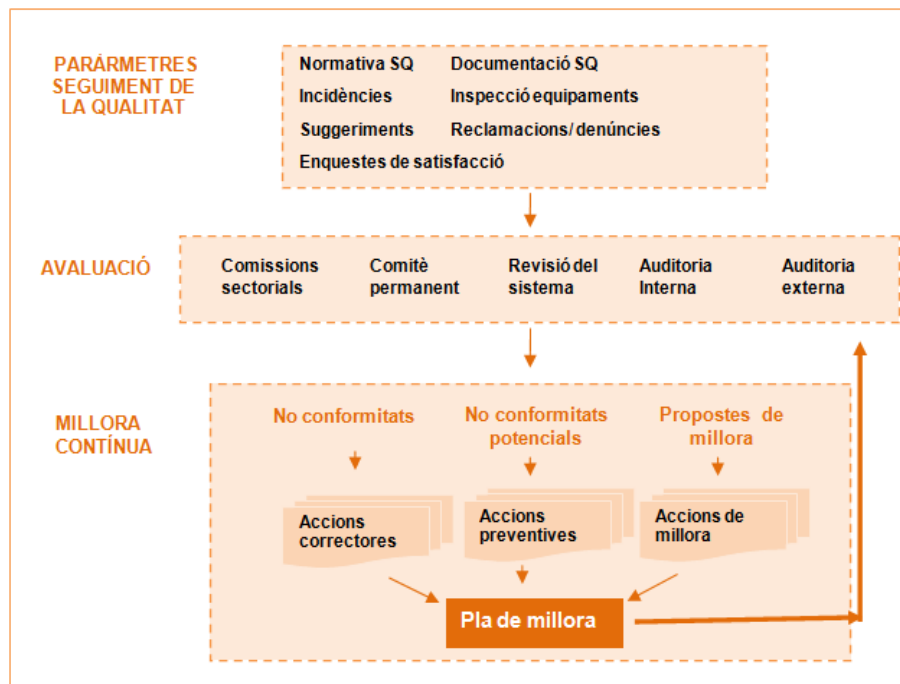 PARÀRMETRES
SEGUIMENT DE
LA QUALITAT
Normativa SQ Documentació SQ
Incidències Inspecció equipaments
Suggeriments Reclamacions/ denúncies
Enquestes de satisfacció
AVALUACIÓ
Comissions
sectorials
Comitè
permanent
Revisió del
sistema
Auditoria
Interna
Auditoria
externa
MILLORA
CONTÍNUA
No conformitats
No conformitats
potencials
Propostes de
millora
Accions
correctores
Accions
preventives
Accions de
millora
Pla de millora